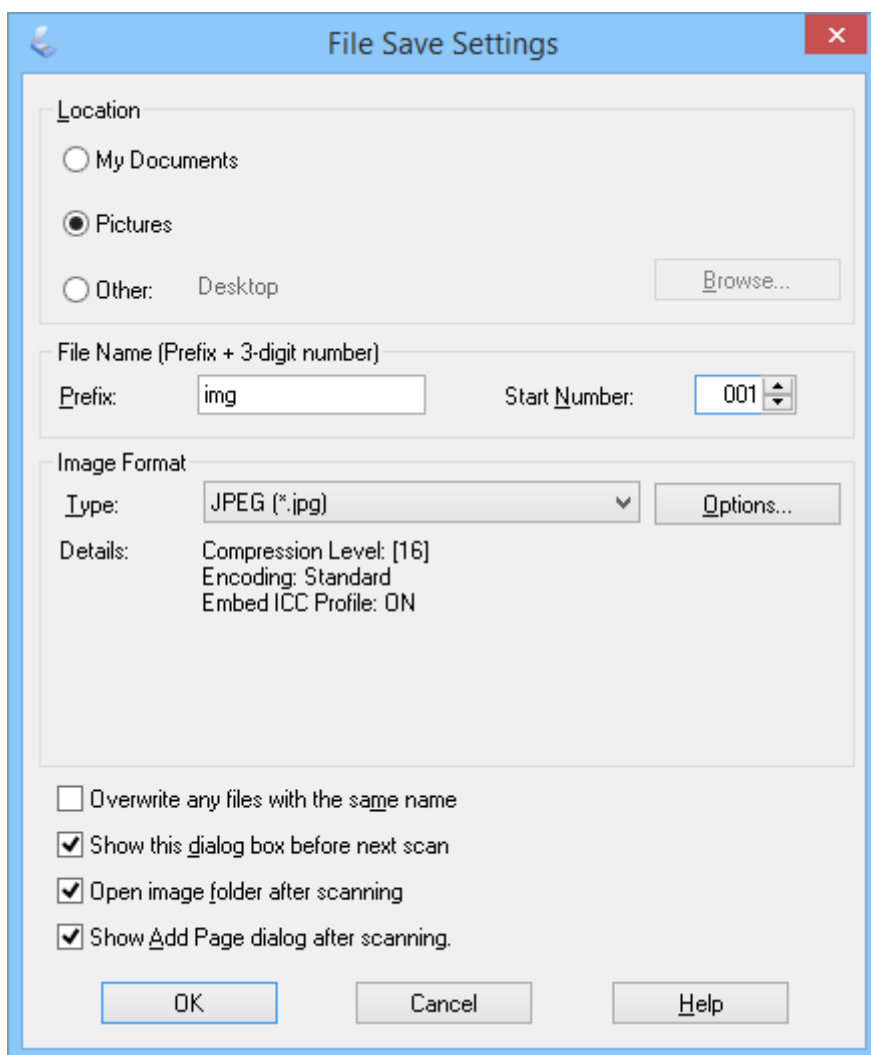 File Save Settings
Location
My Documents
Pictures
Other: Desktop Browse...
File Name (Prefix + 3-digit number)
Prefix: img Start Number: 001
Image Format
Type: JPEG (*.jpg) Options...
Details: Compression Level: [16]
Encoding: Standard
Embed ICC Profile: ON
Overwrite any files with the same name
Show this dialog box before next scan
Open image folder after scanning
Show Add Page dialog after scanning.
OK Cancel Help